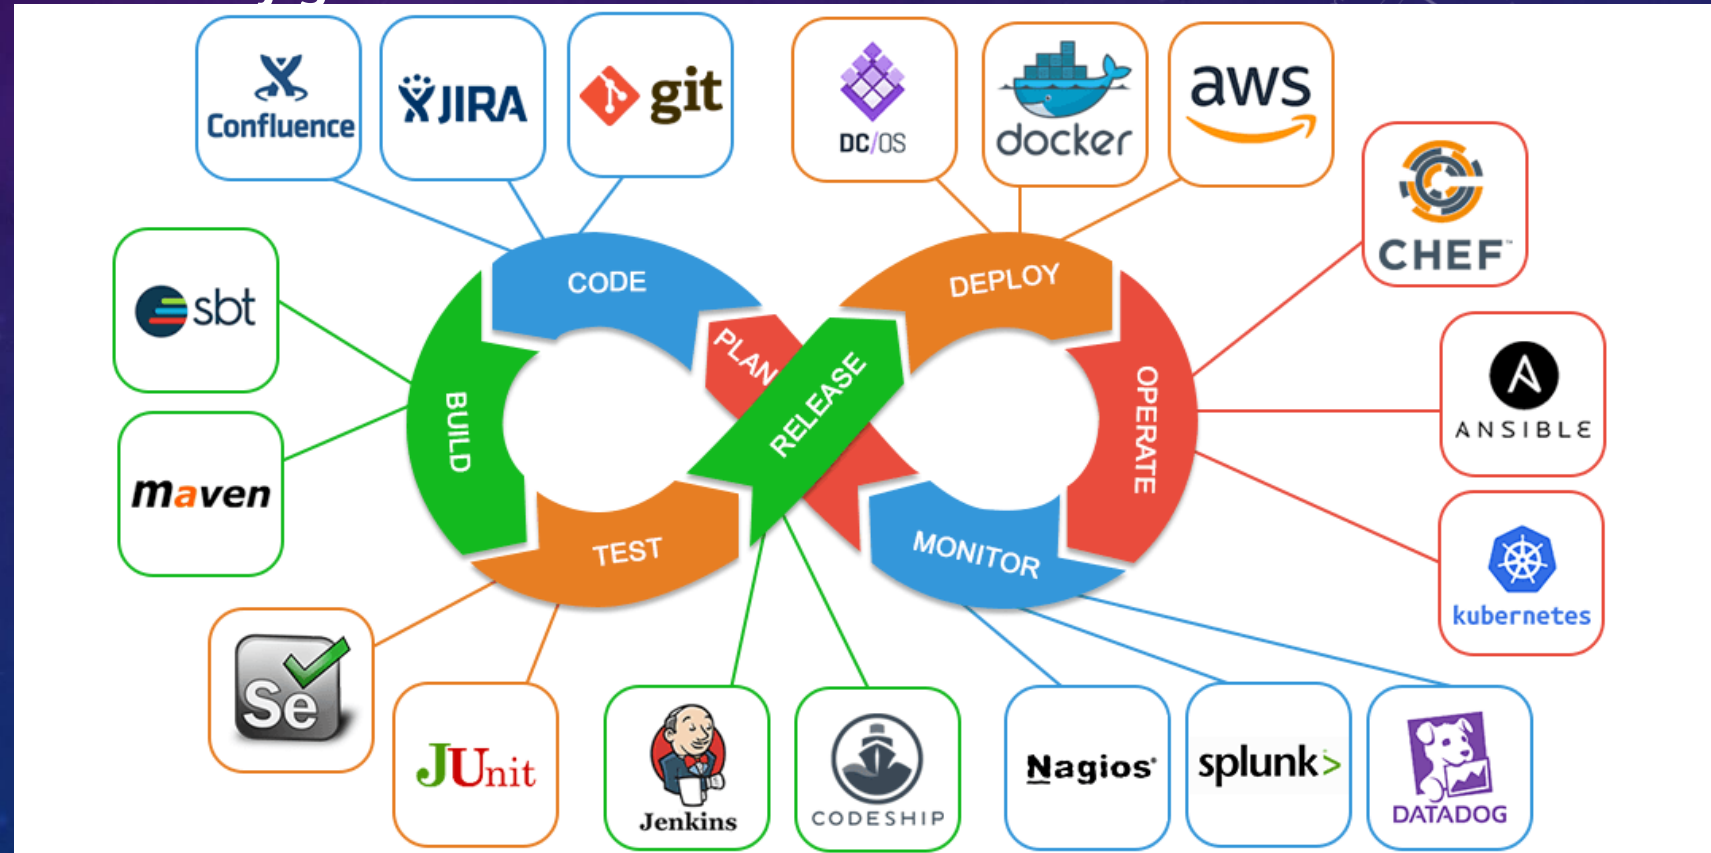 Confluence
JIRA
git
DC/OS
docker
aws
CHEF™
sbt
CODE
DEPLOY
PLAN
RELEASE
OPERATE
BUILD
ANSIBLE
maven
TEST
MONITOR
kubernetes
Se
JUnit
Jenkins
CODESHIP
Nagios®
splunk>
DATADOG